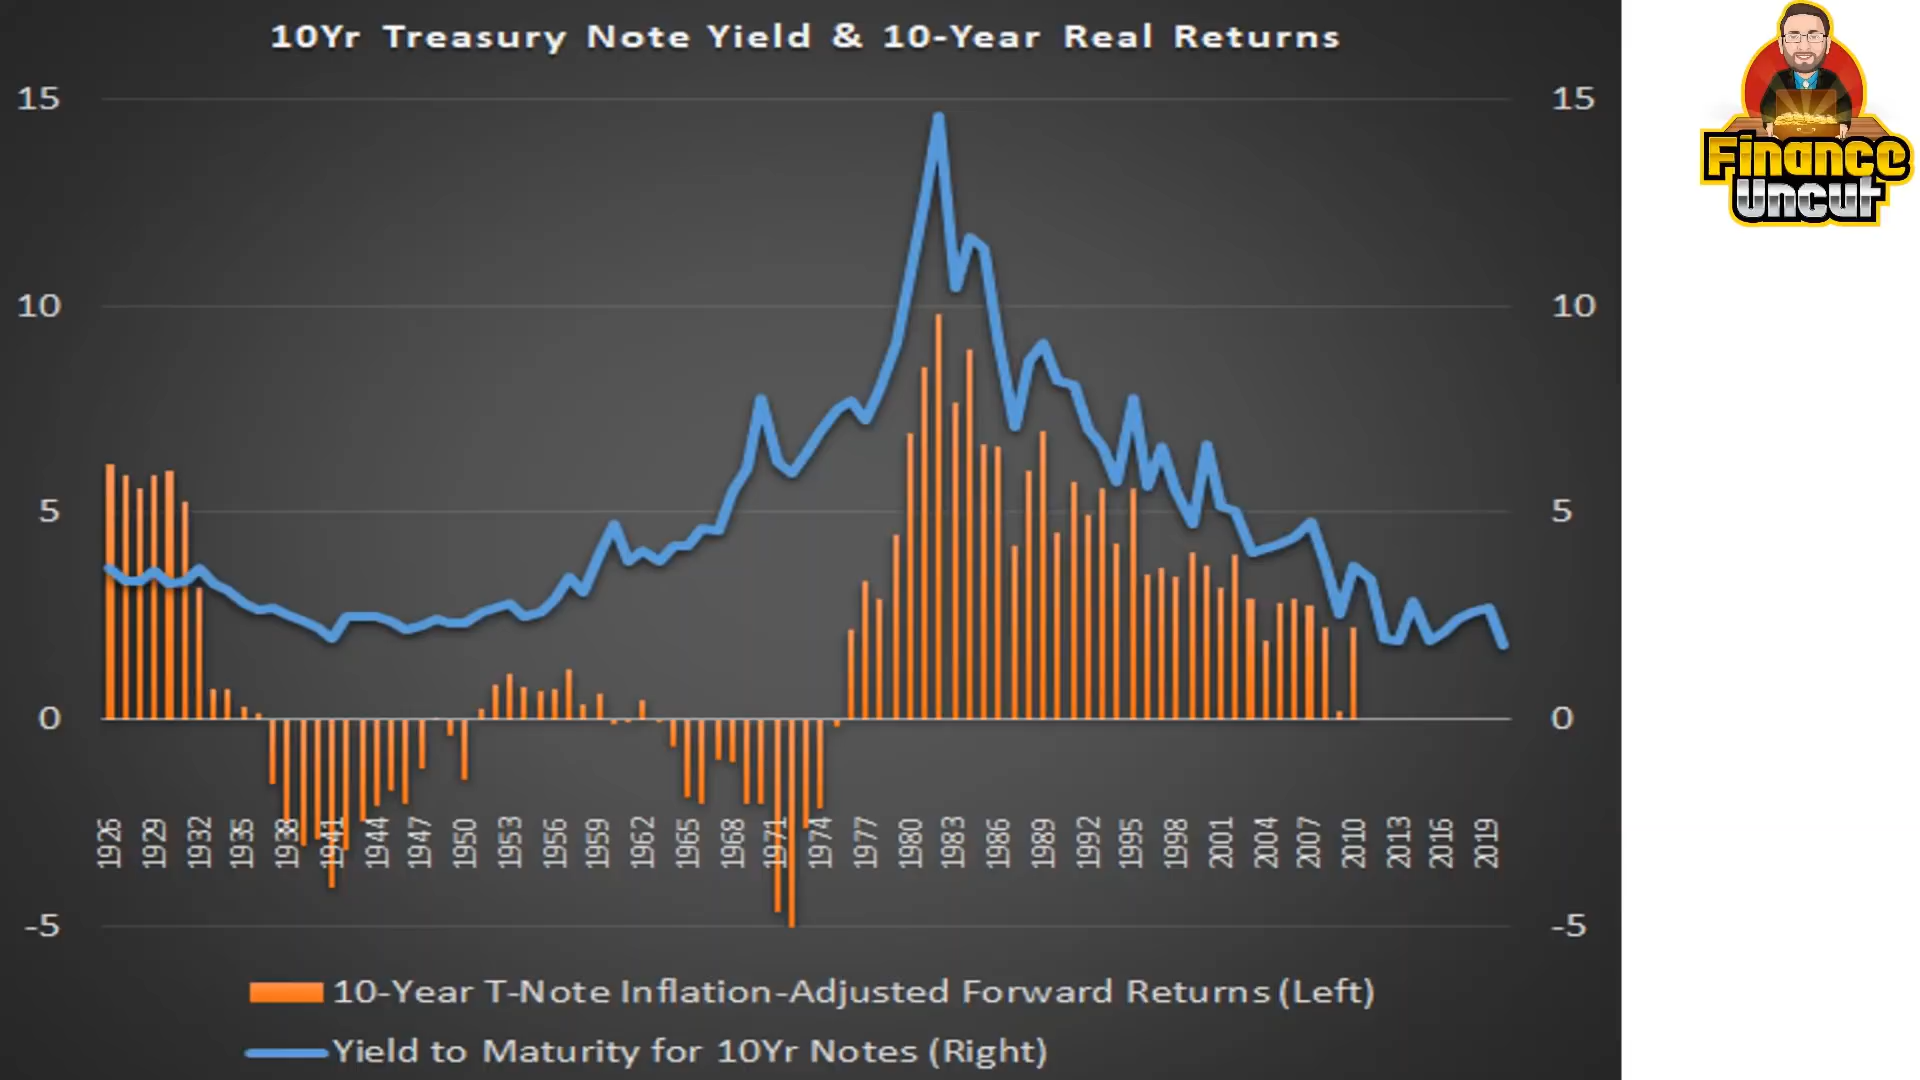 10Yr Treasury Note Yield & 10-Year Real Returns
Finance
Uncut
15
15
10
10
5
5
0
0
1926 1929 1932 1935 1938 1941 1944 1947 1950 1953 1956 1959 1962 1965 1968 1971 1974 1977 1980 1983 1986 1989 1992 1995 1998 2001 2004 2007 2010 2013 2016 2019
-5
-5
10-Year T-Note Inflation-Adjusted Forward Returns (Left)
Yield to Maturity for 10Yr Notes (Right)